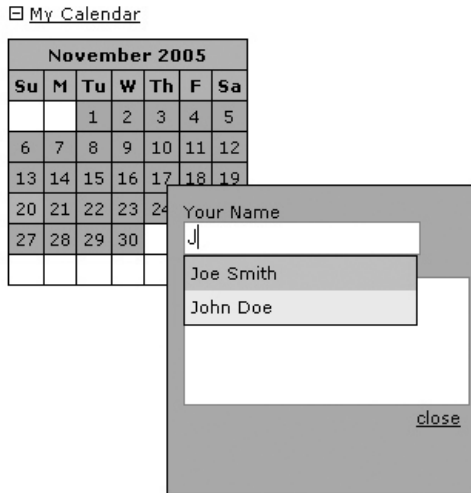 My Calendar
November 2005
Su M Tu W Th F Sa
1 2 3 4 5
6 7 8 9 10 11 12
13 14 15 16 17 18 19
20 21 22 23 24
27 28 29 30
Your Name
J
Joe Smith
John Doe
close